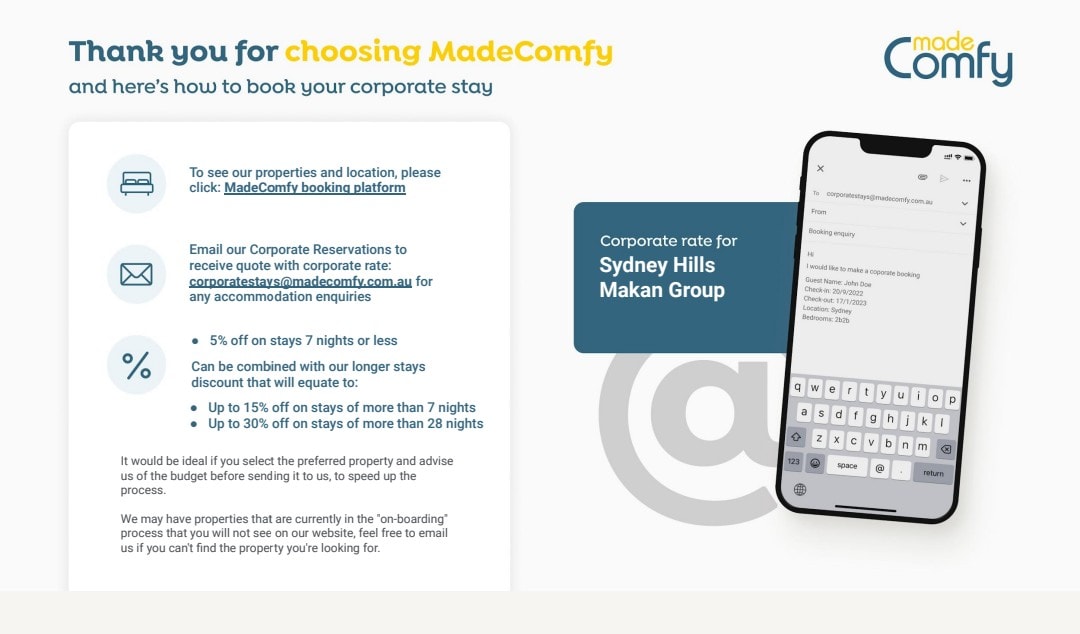 Thank you for choosing MadeComfy
and here's how to book your corporate stay
made
Comfy
To see our properties and location, please
click: MadeComfy booking platform
Email our Corporate Reservations to
receive quote with corporate rate:
corporatestays@madecomfy.com.au for
any accommodation enquiries
● 5% off on stays 7 nights or less
Can be combined with our longer stays
discount that will equate to:
● Up to 15% off on stays of more than 7 nights
● Up to 30% off on stays of more than 28 nights
It would be ideal if you select the preferred property and advise
us of the budget before sending it to us, to speed up the
process.
We may have properties that are currently in the "on-boarding"
process that you will not see on our website, feel free to email
us if you can't find the property you're looking for.
Corporate rate for
Sydney Hills
Makan Group
@
To corporatestays@madecomfy.com.au
From
Booking enquiry
Hi
I would like to make a coporate booking
Guest Name: John Doe
Check-in: 20/9/2022
Check-out: 17/1/2023
Location: Sydney
Bedrooms: 2b2b
q w e r t y u i o p
a s d f g h j k l
z x c v b n m
123 space @ . return